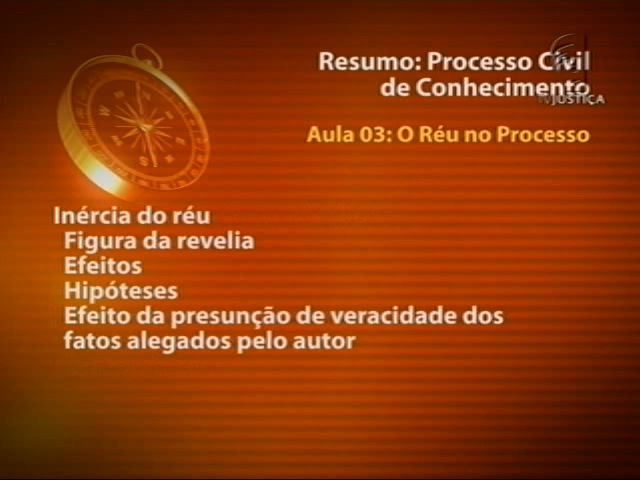 Resumo: Processo Civil
de Conhecimento
TV JUSTIÇA
Aula 03: O Réu no Processo
Inércia do réu
Figura da revelia
Efeitos
Hipóteses
Efeito da presunção de veracidade dos
fatos alegados pelo autor
W
E
S